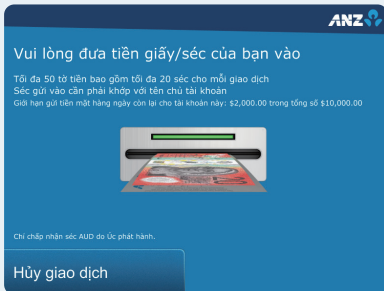 ANZ
Vui lòng đưa tiền giấy/séc của bạn vào
Tối đa 50 tờ tiền bao gồm tối đa 20 séc cho mỗi giao dịch
Séc gửi vào cần phải khớp với tên chủ tài khoản
Giới hạn gửi tiền mặt hàng ngày còn lại cho tài khoản này: $2,000.00 trong tổng số $10,000.00
Chỉ chấp nhận séc AUD do Úc phát hành.
Hủy giao dịch